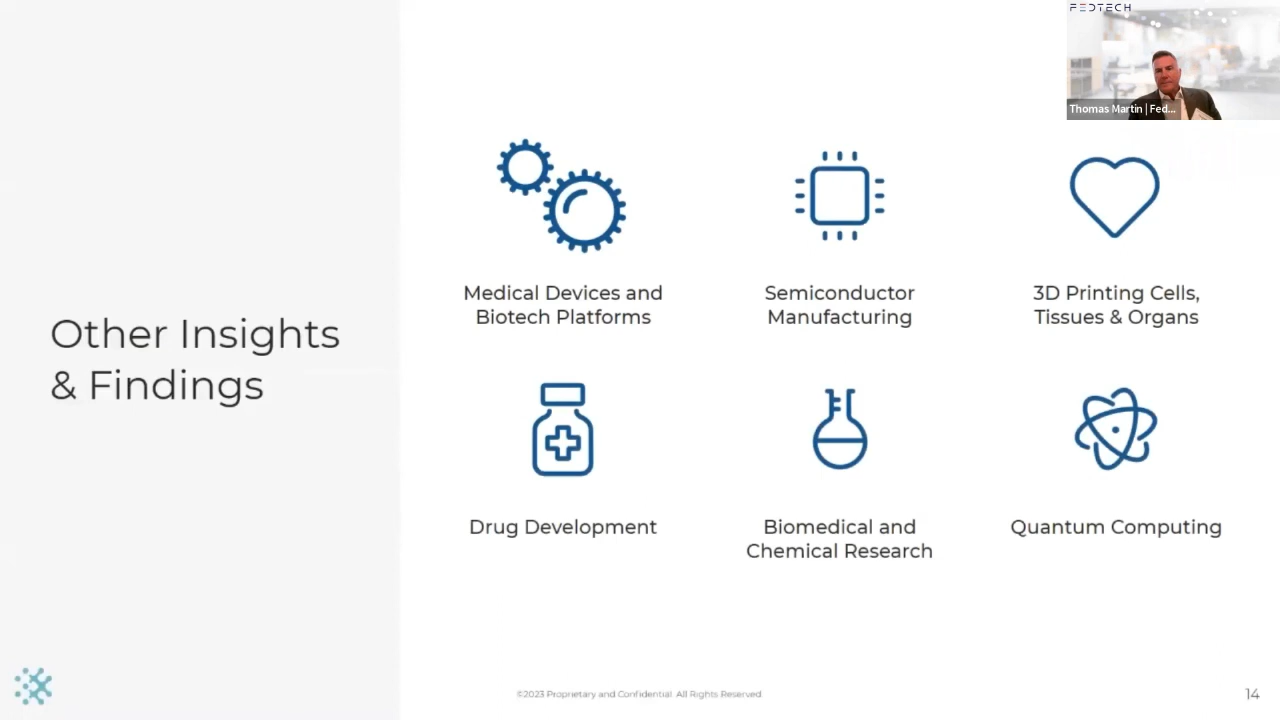 FEDTECH
Thomas Martin | Fed...
Other Insights
& Findings
Medical Devices and
Biotech Platforms
Semiconductor
Manufacturing
3D Printing Cells,
Tissues & Organs
Drug Development
Biomedical and
Chemical Research
Quantum Computing
©2023 Proprietary and Confidential. All Rights Reserved
14